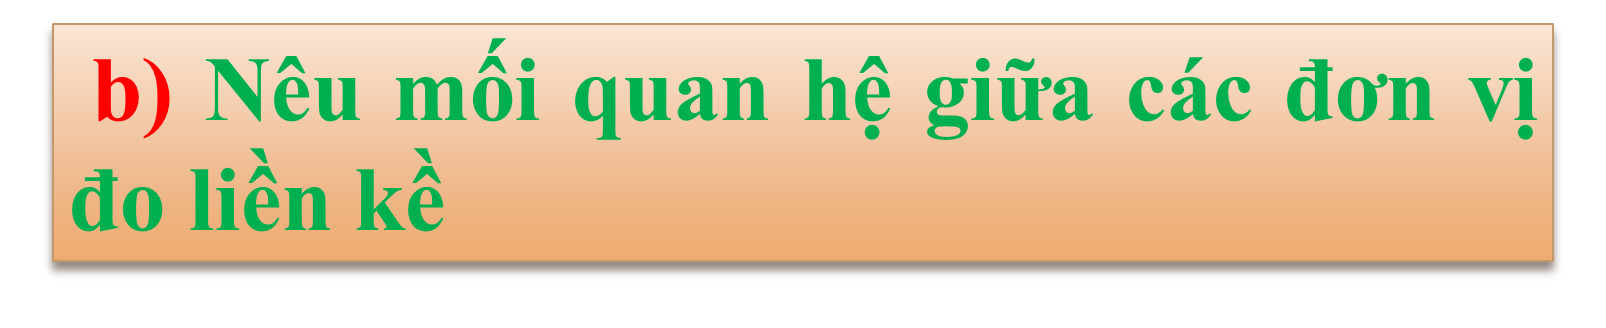 b) Nêu mối quan hệ giữa các đơn vị
đo liền kề